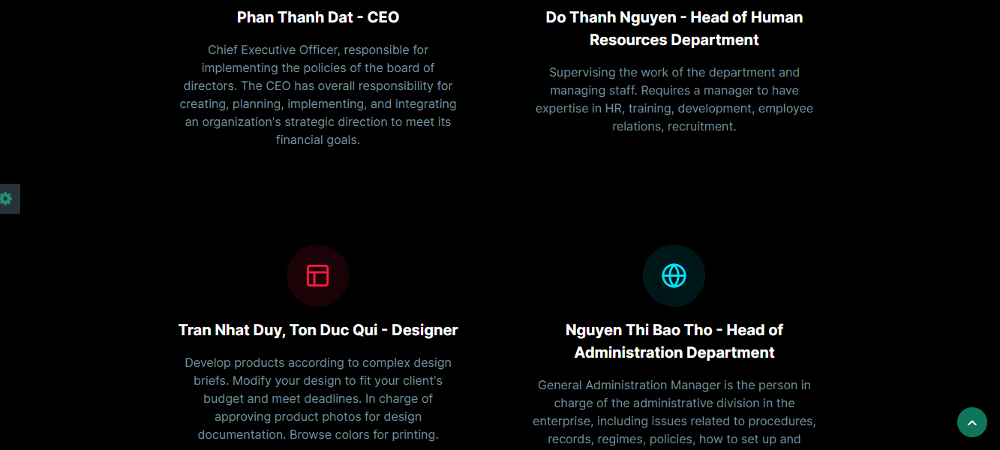 Phan Thanh Dat - CEO
Chief Executive Officer, responsible for
implementing the policies of the board of
directors. The CEO has overall responsibility for
creating, planning, implementing, and integrating
an organization's strategic direction to meet its
financial goals.
Do Thanh Nguyen - Head of Human
Resources Department
Supervising the work of the department and
managing staff. Requires a manager to have
expertise in HR, training, development, employee
relations, recruitment.
Tran Nhat Duy, Ton Duc Qui - Designer
Develop products according to complex design
briefs. Modify your design to fit your client's
budget and meet deadlines. In charge of
approving product photos for design
documentation. Browse colors for printing.
Nguyen Thi Bao Tho - Head of
Administration Department
General Administration Manager is the person in
charge of the administrative division in the
enterprise, including issues related to procedures,
records, regimes, policies, how to set up and